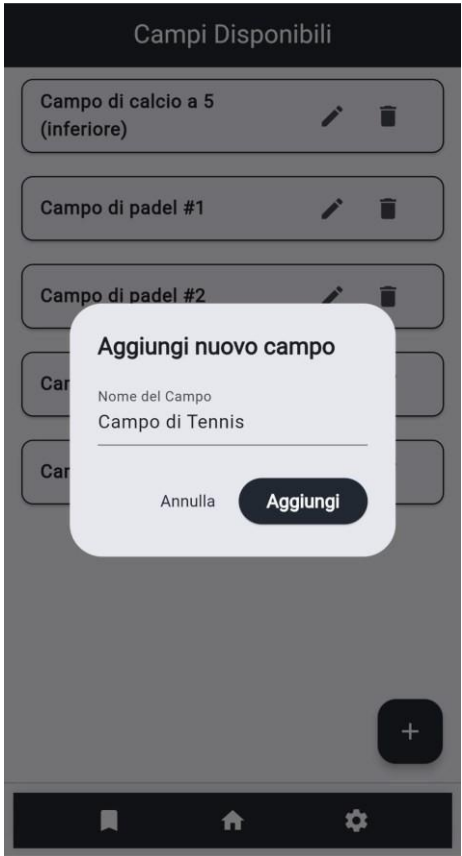 Campi Disponibili
Campo di calcio a 5
(inferiore)
Campo di padel #1
Campo di padel #2
Aggiungi nuovo campo
Nome del Campo
Campo di Tennis
Annulla
Aggiungi
+